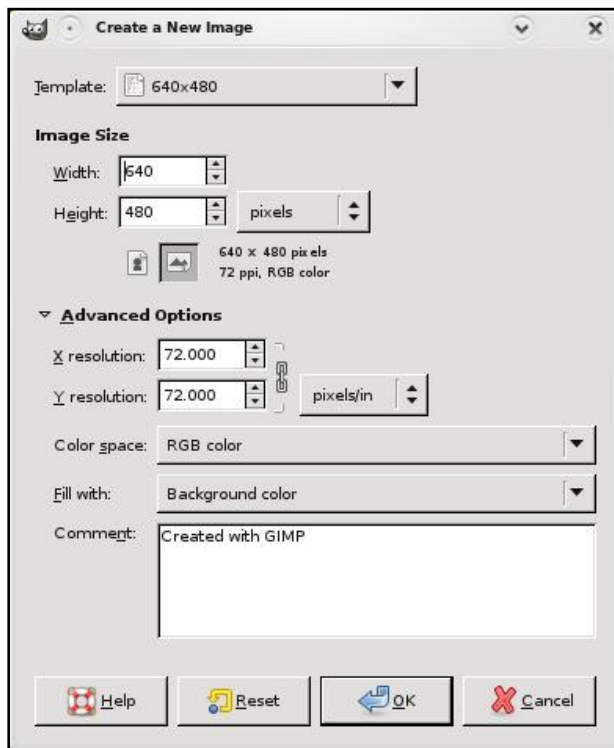 Create a New Image
Template: 640x480
Image Size
Width: 640
Height: 480 pixels
640 x 480 pixels
72 ppi, RGB color
Advanced Options
X resolution: 72.000
Y resolution: 72.000 pixels/in
Color space: RGB color
Fill with: Background color
Comment: Created with GIMP
Help Reset OK Cancel